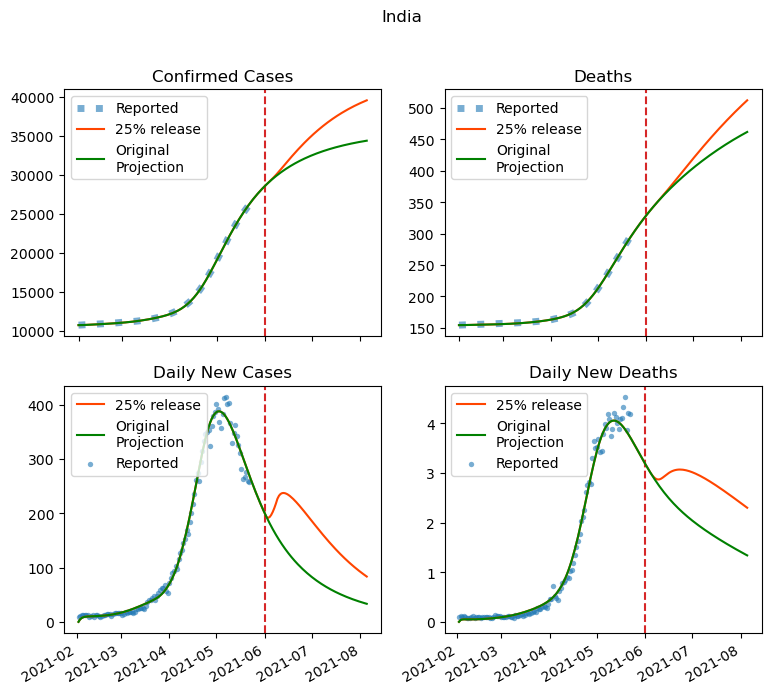 India
Confirmed Cases
40000
35000
30000
25000
20000
15000
10000
Reported
25% release
Original
Projection
Deaths
500
450
400
350
300
250
200
150
Reported
25% release
Original
Projection
Daily New Cases
400
300
200
100
0
25% release
Original
Projection
Reported
2021-02
2021-03
2021-04
2021-05
2021-06
2021-07
2021-08
Daily New Deaths
4
3
2
1
0
25% release
Original
Projection
Reported
2021-02
2021-03
2021-04
2021-05
2021-06
2021-07
2021-08